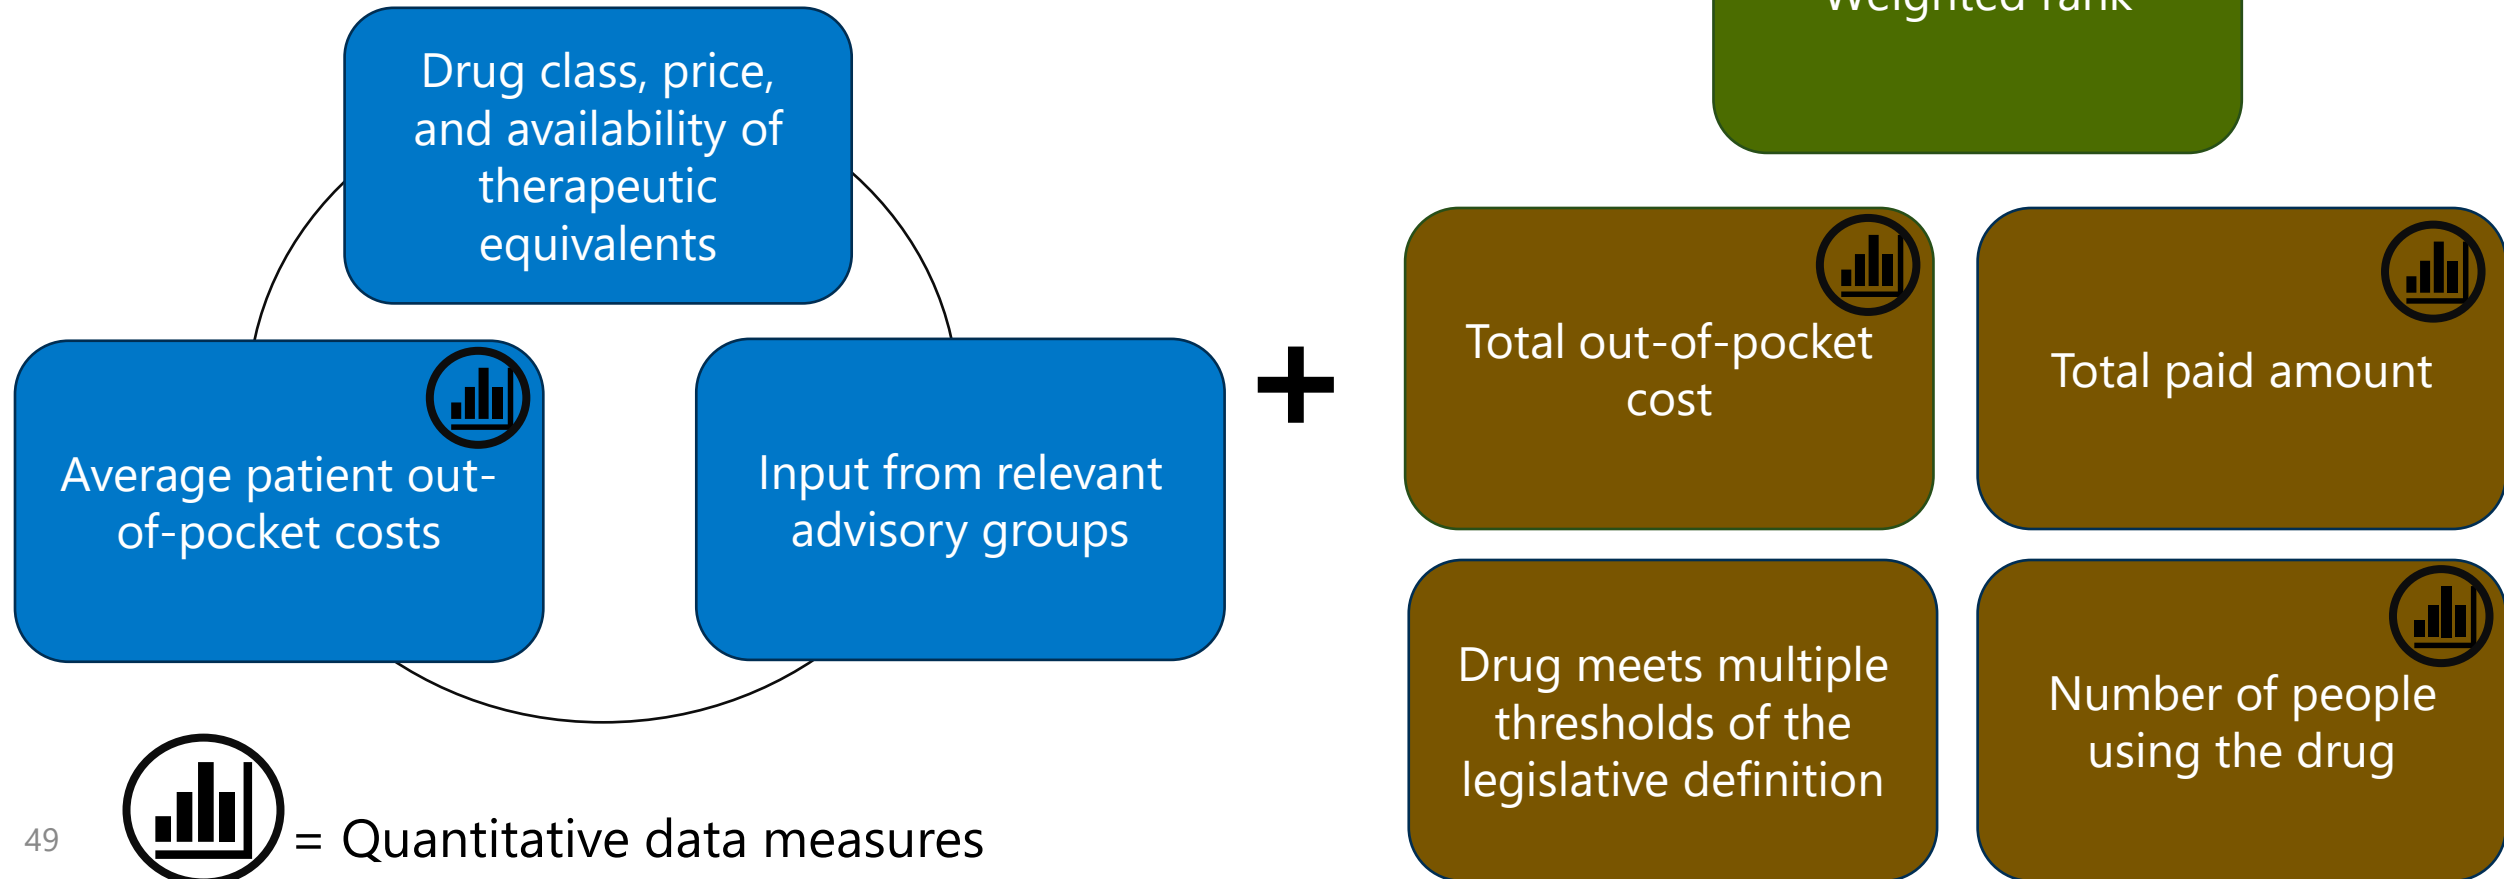 Weighted rank
Drug class, price,
and availability of
therapeutic
equivalents
Average patient out-
of-pocket costs
Input from relevant
advisory groups
+
Total out-of-pocket
cost
Total paid amount
Drug meets multiple
thresholds of the
legislative definition
Number of people
using the drug
= Quantitative data measures
49